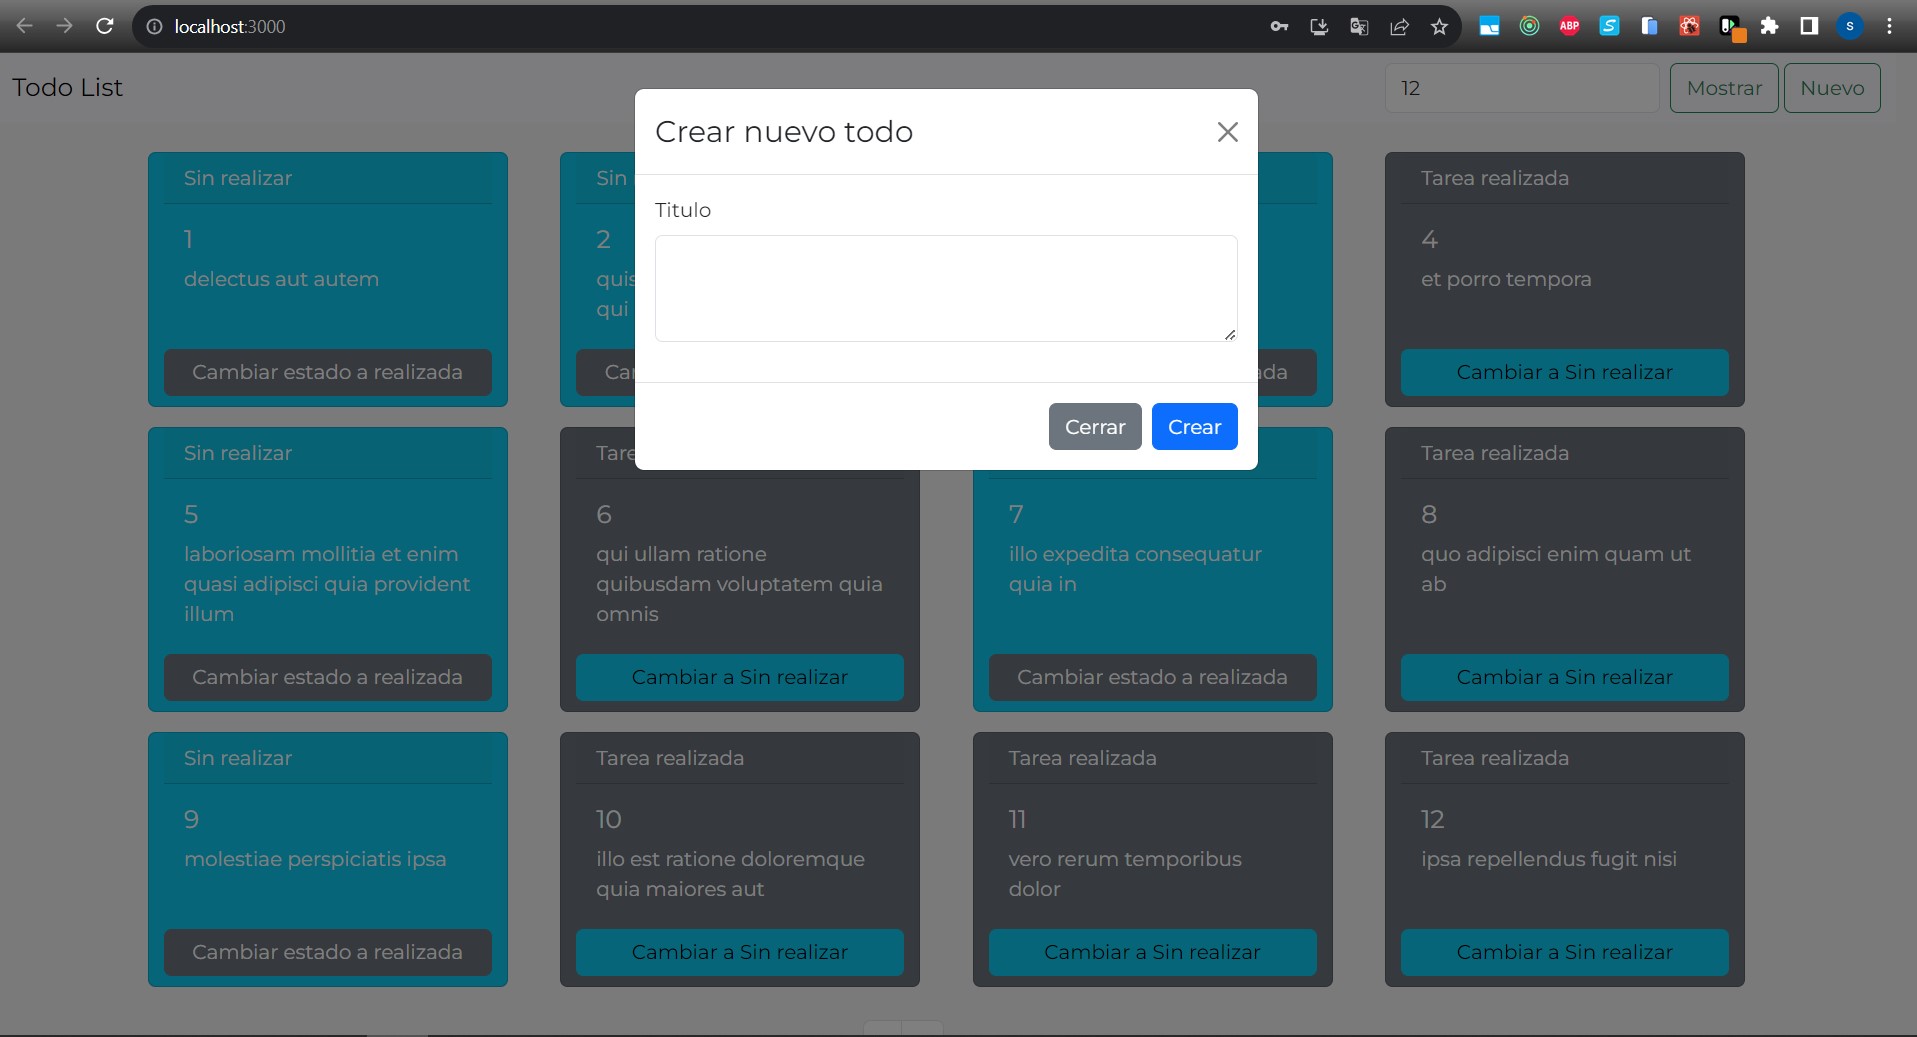 localhost:3000
ABP
S
S
Todo List
12
Mostrar
Nuevo
Crear nuevo todo
Titulo
Cerrar
Crear
Sin realizar
1
delectus aut autem
Cambiar estado a realizada
Sin
2
qui
Tarea realizada
4
et porro tempora
Cambiar a Sin realizar
Sin realizar
5
laboriosam mollitia et enim
quasi adipisci quia provident
illum
Cambiar estado a realizada
6
qui ullam ratione
quibusdam voluptatem quia
omnis
Cambiar a Sin realizar
7
illo expedita consequatur
quia in
Cambiar estado a realizada
Tarea realizada
8
quo adipisci enim quam ut
ab
Cambiar a Sin realizar
Sin realizar
9
molestiae perspiciatis ipsa
Cambiar estado a realizada
Tarea realizada
10
illo est ratione doloremque
quia maiores aut
Cambiar a Sin realizar
Tarea realizada
11
vero rerum temporibus
dolor
Cambiar a Sin realizar
Tarea realizada
12
ipsa repellendus fugit nisi
Cambiar a Sin realizar